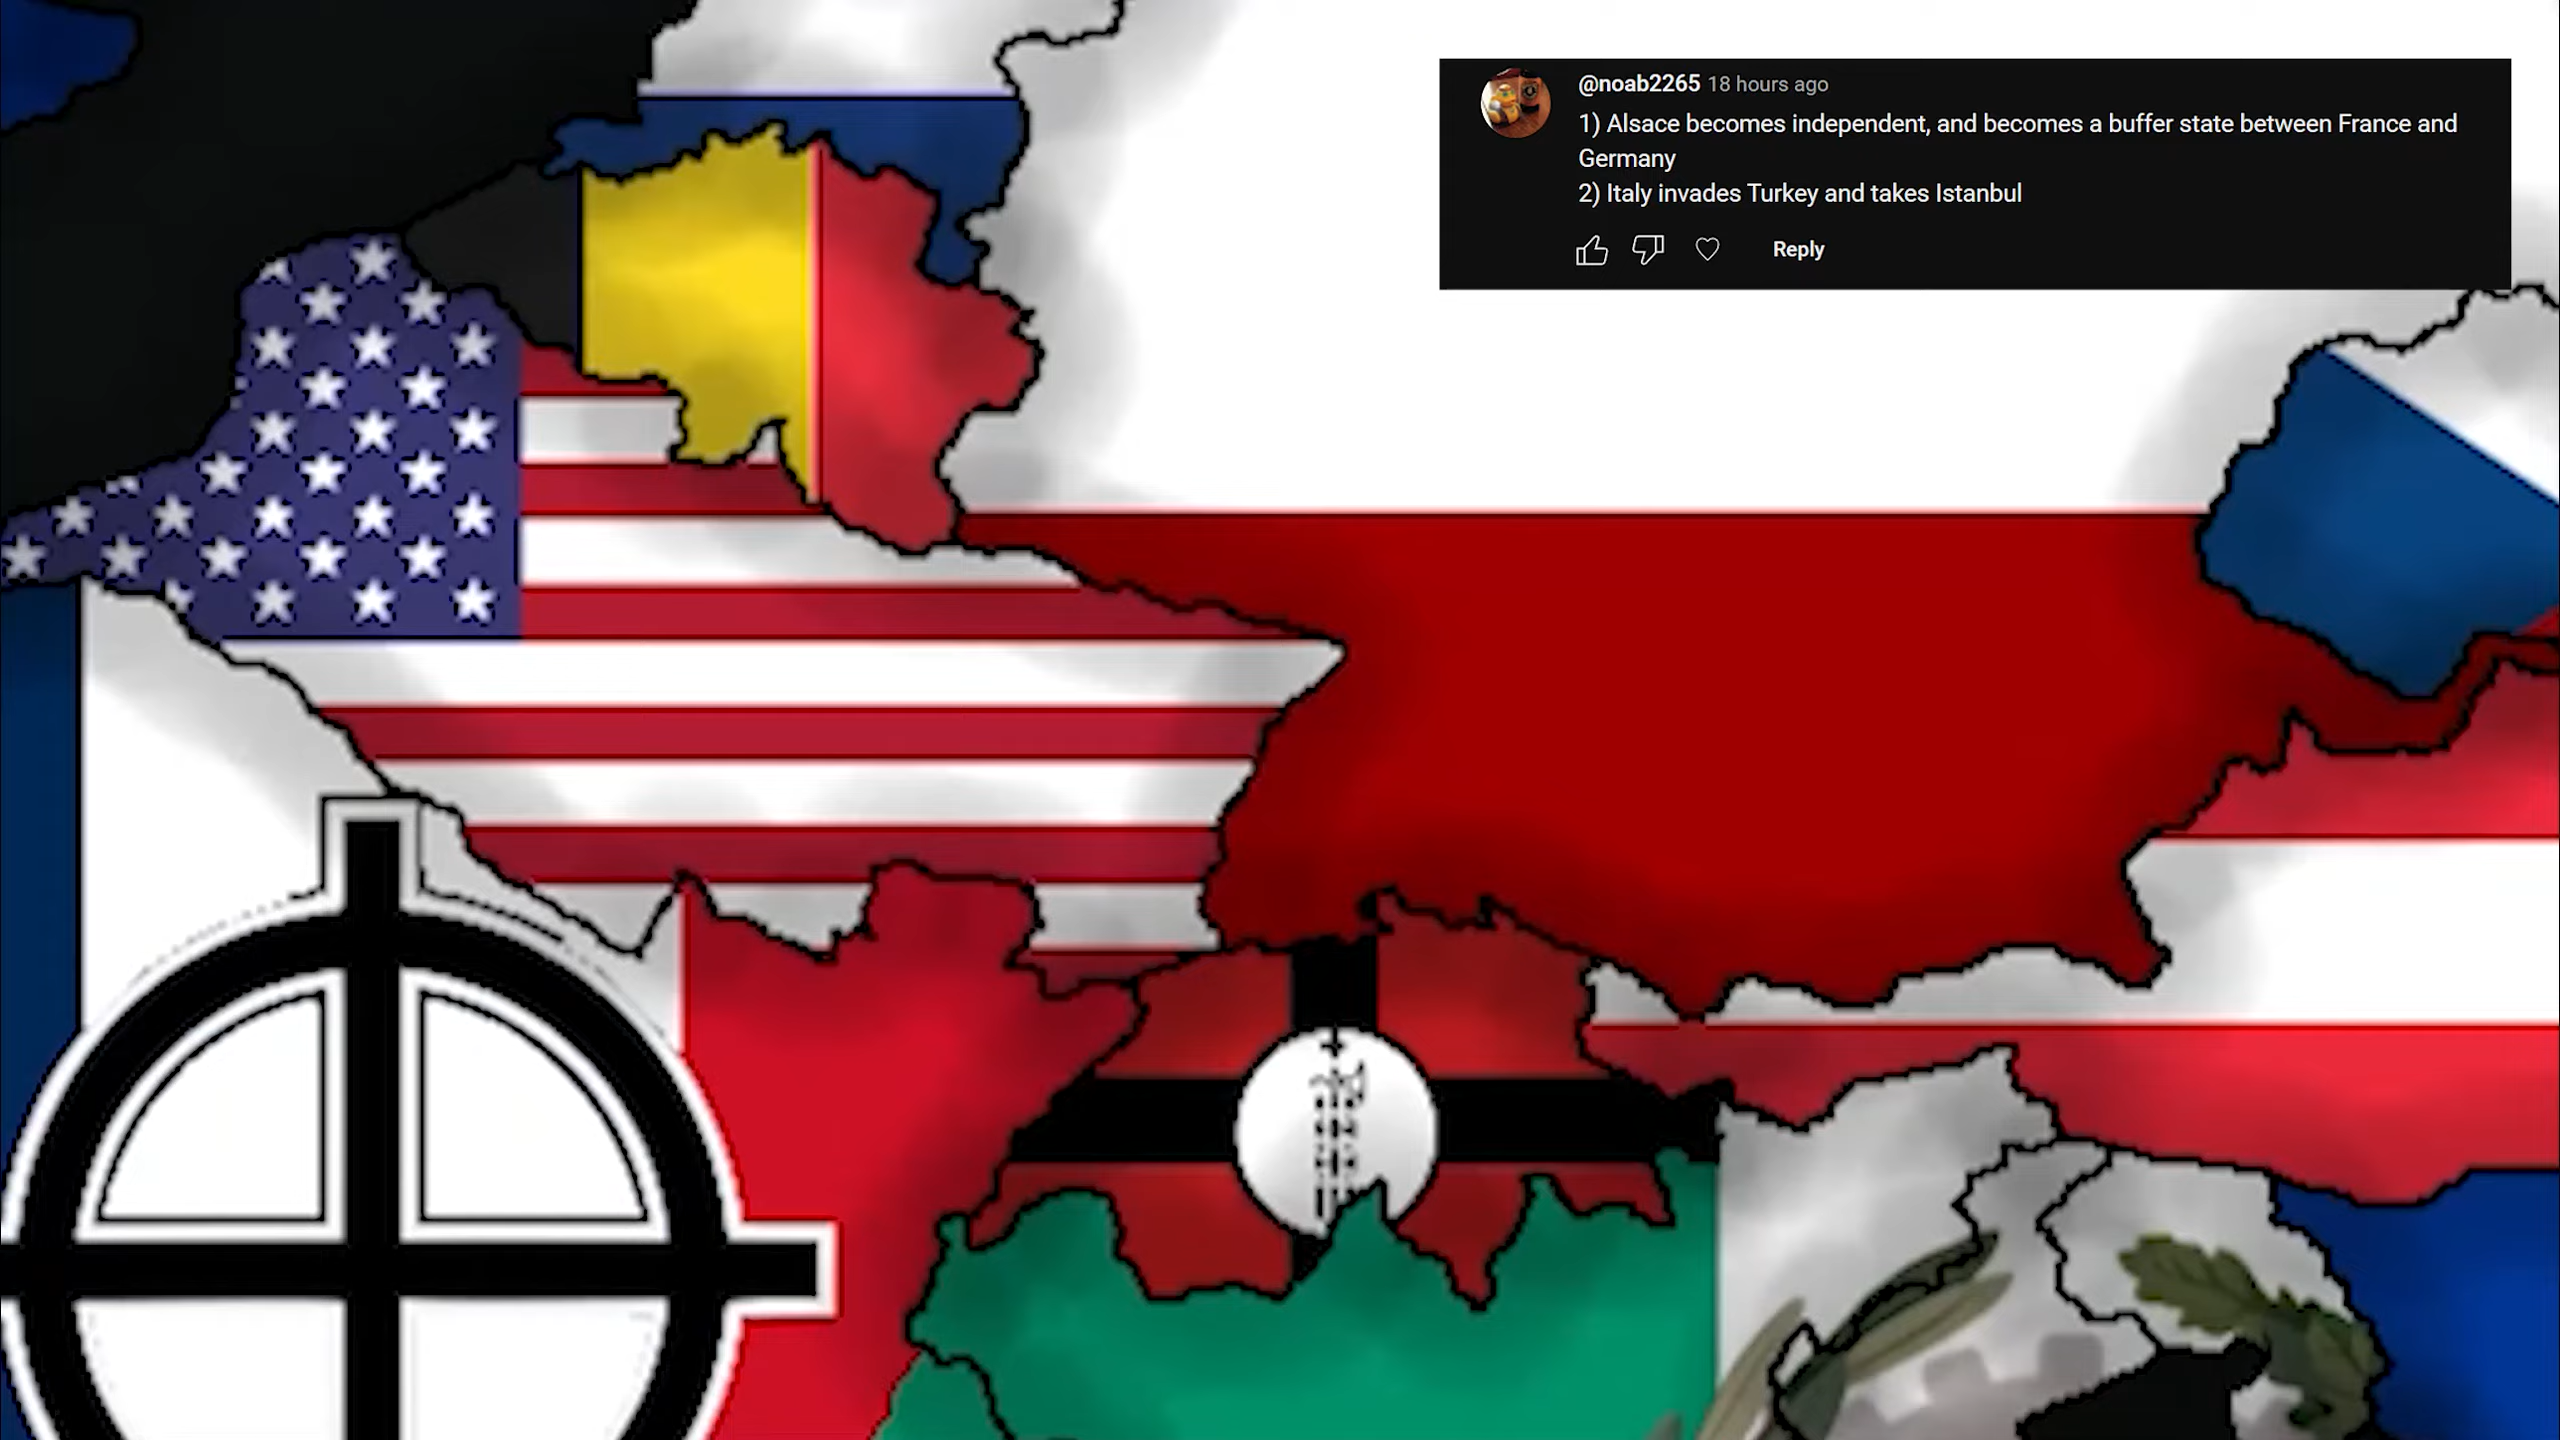 @noab2265 18 hours ago
1) Alsace becomes independent, and becomes a buffer state between France and
Germany
2) Italy invades Turkey and takes Istanbul
Reply